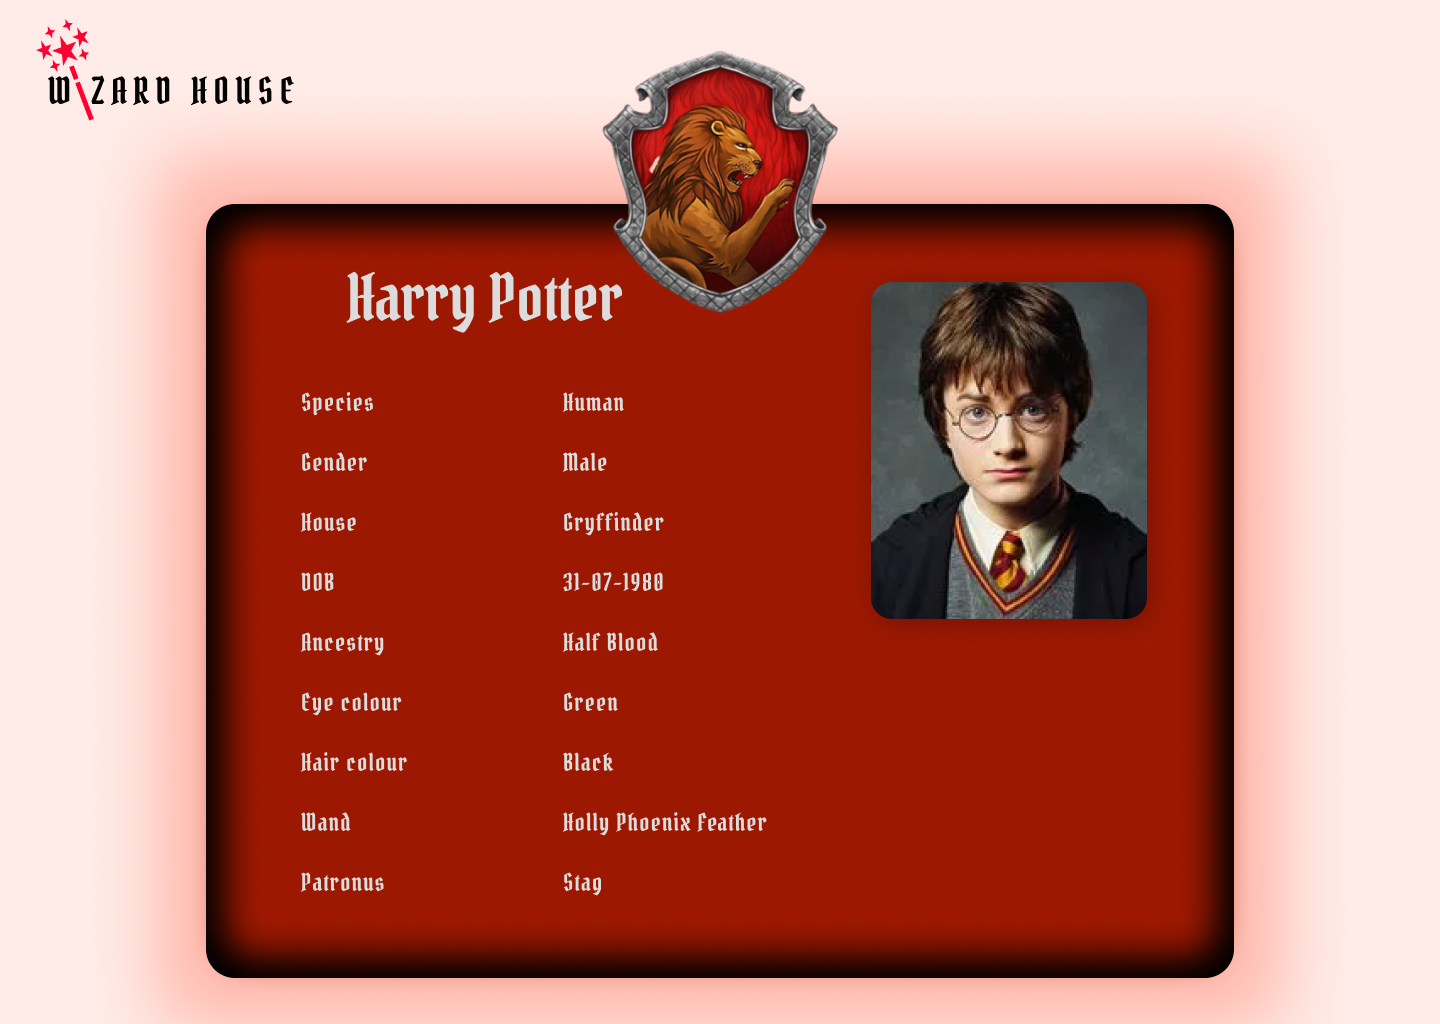 WIZARD HOUSE
Harry Potter
Species Human
Gender Male
House Gryffinder
DOB 31-07-1980
Ancestry Half Blood
Eye colour Green
Hair colour Black
Wand Holly Phoenix Feather
Patronus Stag